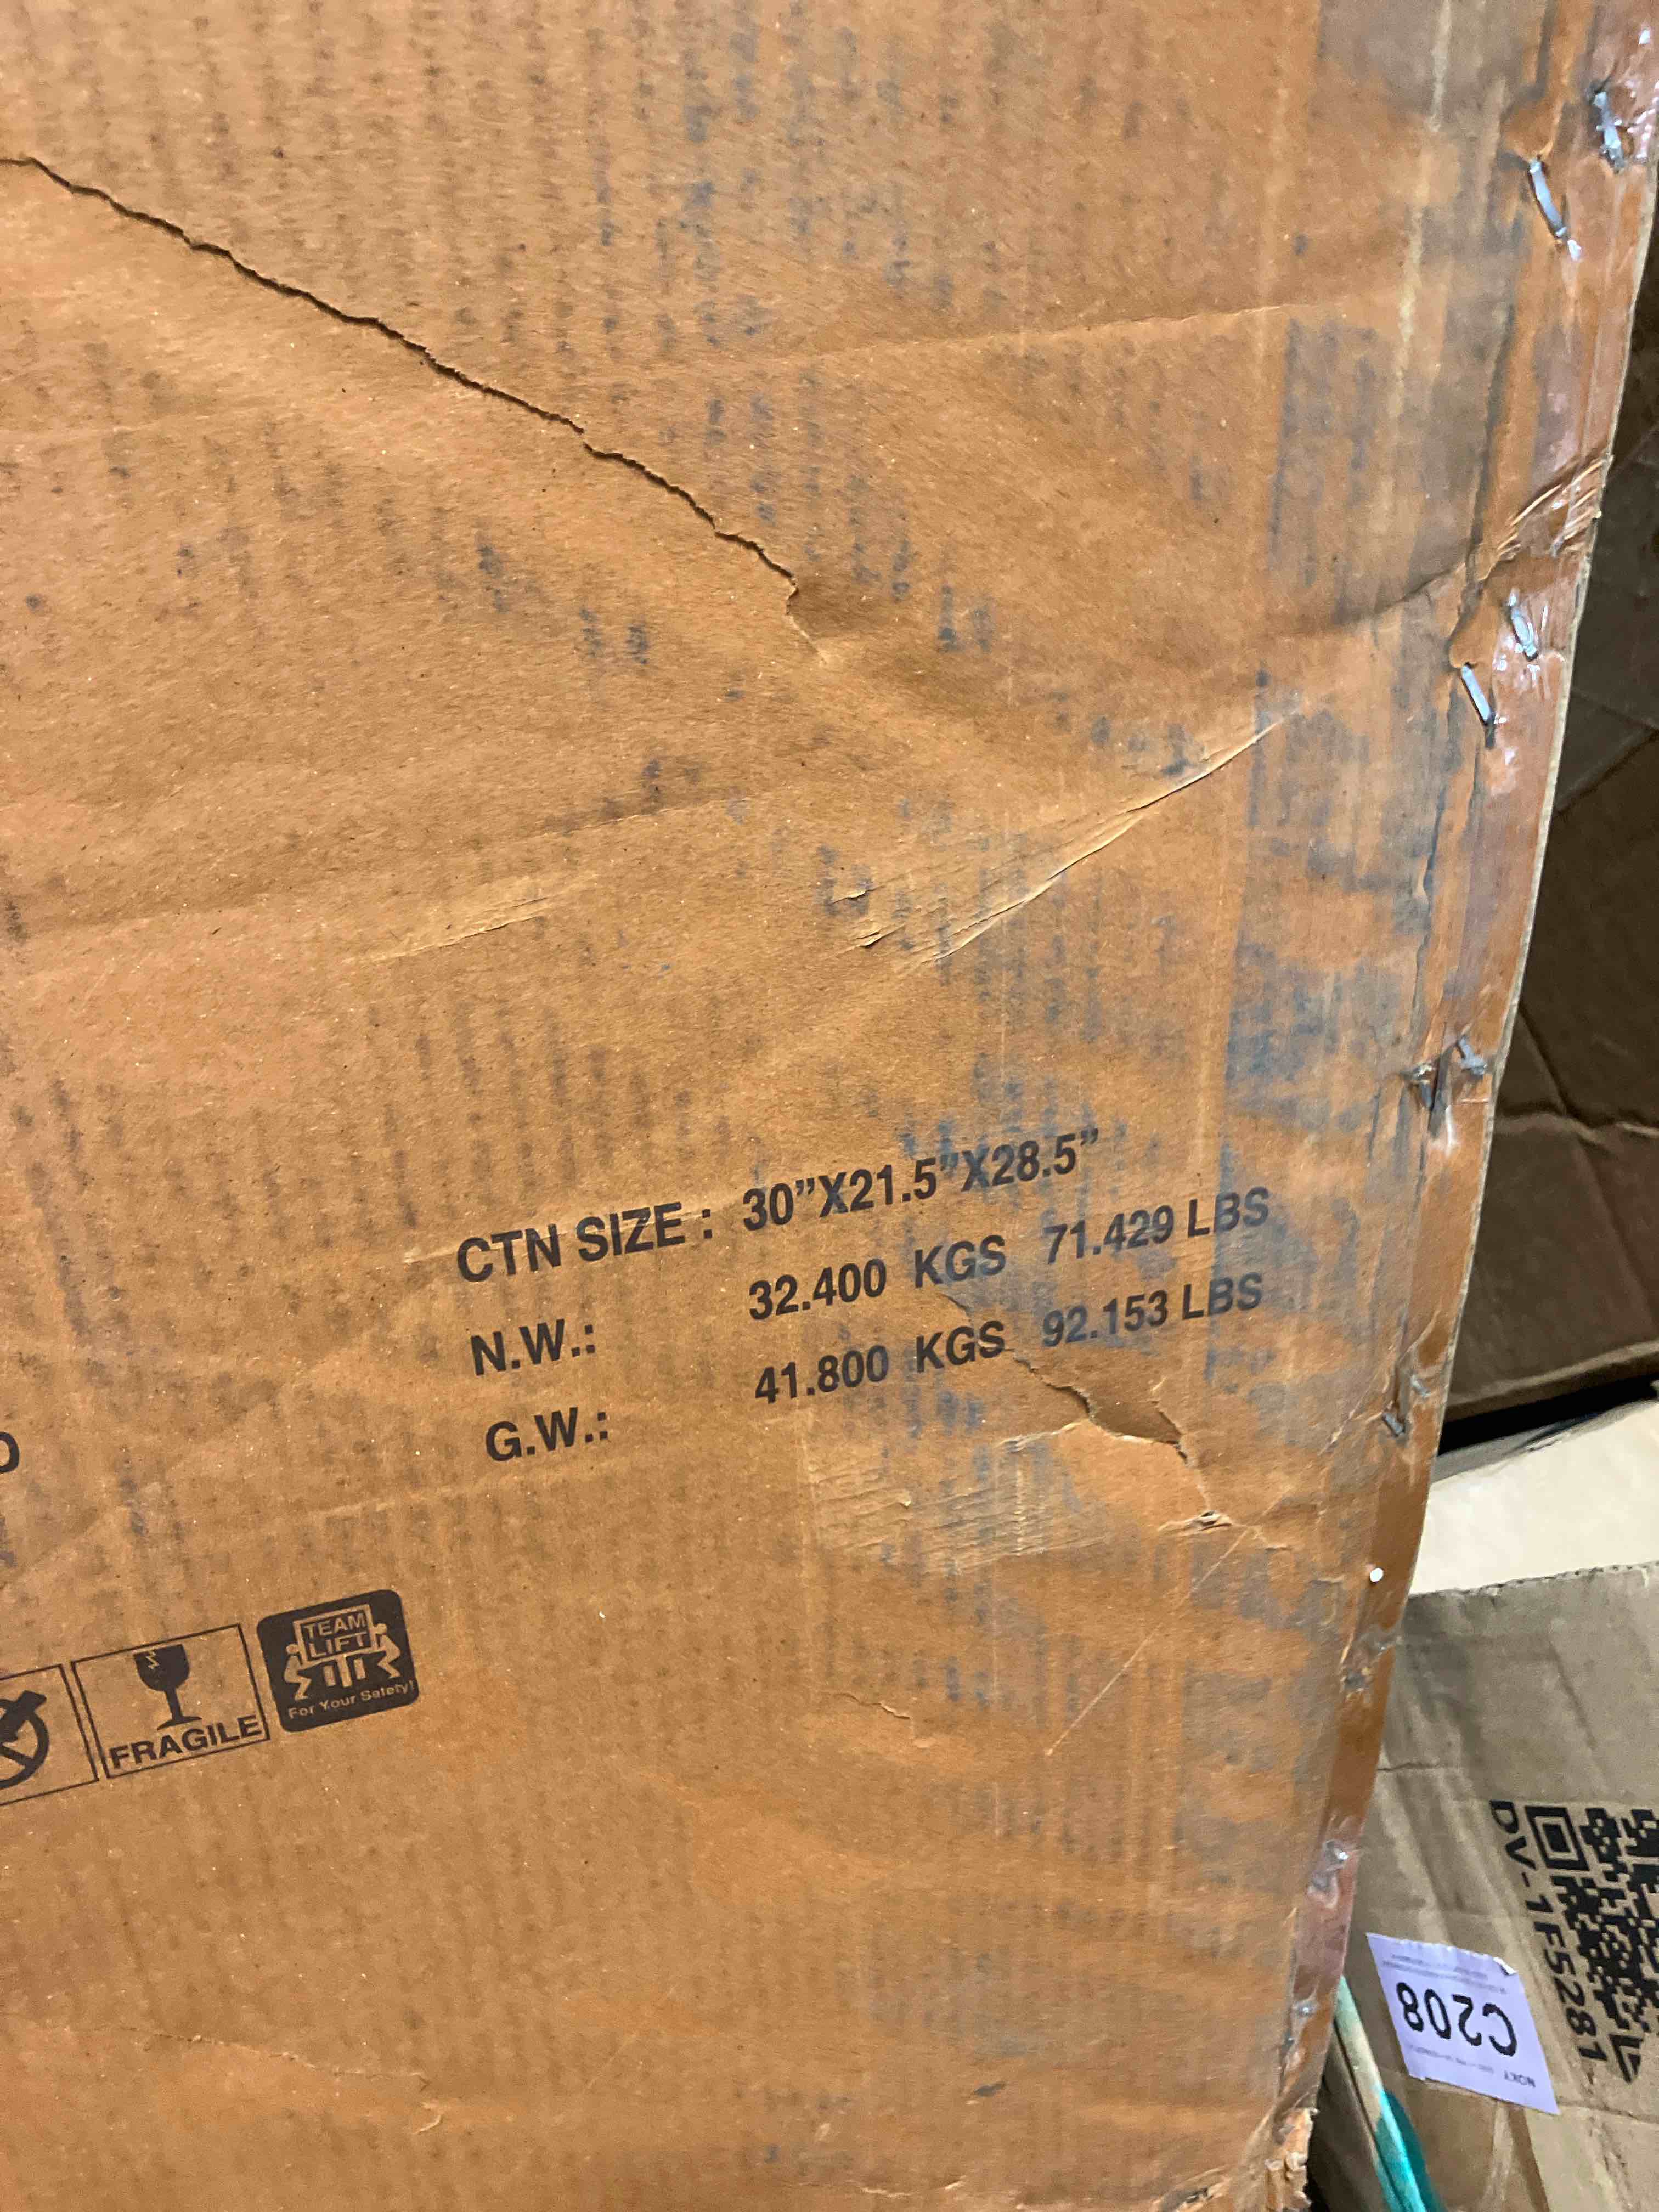 CTN SIZE : 30”X21.5”X28.5”
N.W.: 32.400 KGS 71.429 LBS
G.W.: 41.800 KGS 92.153 LBS
FRAGILE
TEAM
LIFT
For Your Safety!
DV-1F5281
C208